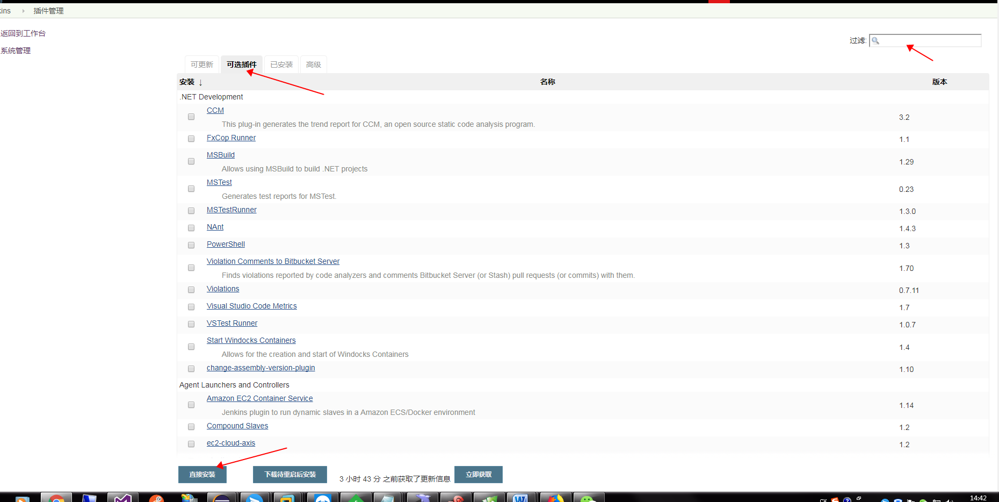 kins 插件管理
返回到工作台
系统管理
过滤:
可更新 可选插件 已安装 高级
安装 ↓ 名称 版本
.NET Development
CCM
This plug-in generates the trend report for CCM, an open source static code analysis program.
3.2
FxCop Runner 1.1
MSBuild
Allows using MSBuild to build .NET projects
1.29
MSTest
Generates test reports for MSTest.
0.23
MSTestRunner 1.3.0
NAnt 1.4.3
PowerShell 1.3
Violation Comments to Bitbucket Server
Finds violations reported by code analyzers and comments Bitbucket Server (or Stash) pull requests (or commits) with them.
1.70
Violations 0.7.11
Visual Studio Code Metrics 1.7
VSTest Runner 1.0.7
Start Windocks Containers
Allows for the creation and start of Windocks Containers
1.4
change-assembly-version-plugin 1.10
Agent Launchers and Controllers
Amazon EC2 Container Service
Jenkins plugin to run dynamic slaves in a Amazon ECS/Docker environment
1.14
Compound Slaves 1.2
ec2-cloud-axis 1.2
直接安装 下载待重启后安装 3 小时 43 分 之前获取了更新信息 立即获取
CH 14:42